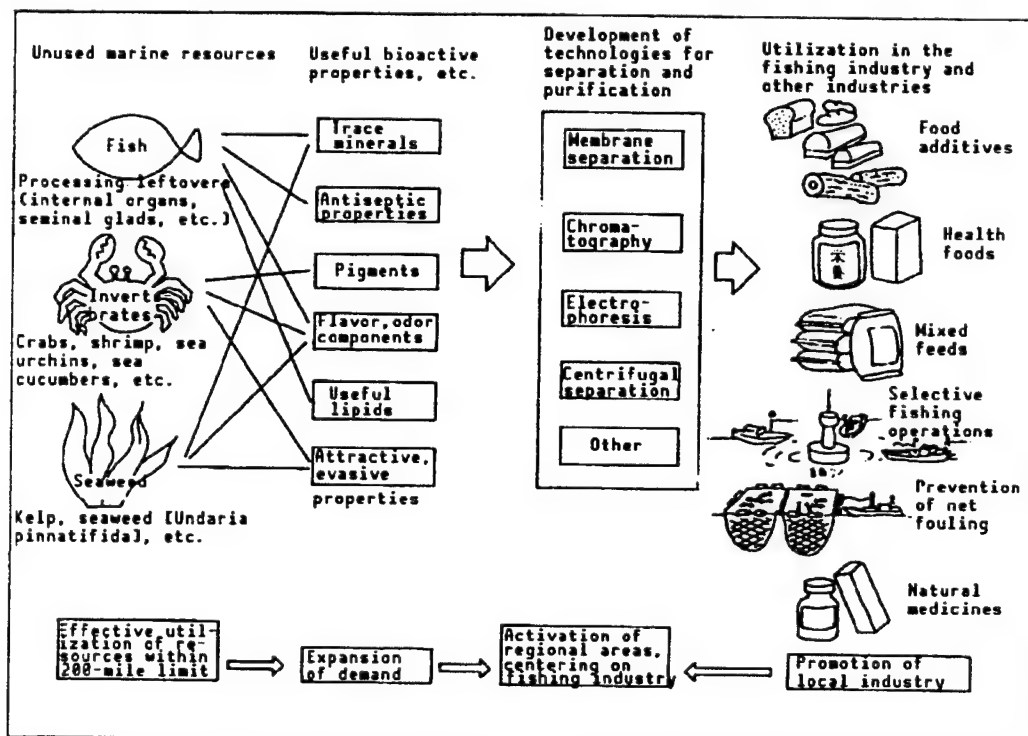 Unused marine resources
Useful bioactive
properties, etc.
Development of
technologies for
separation and
purification
Utilization in the
fishing industry and
other industries
Fish
Processing leftovers
[internal organs,
seminal glads, etc.]
Invert
brates
Crabs, shrimp, sea
urchins, sea
cucumbers, etc.
Seaweed
Kelp, seaweed [Undaria
pinnatifida], etc.
Trace
minerals
Antiseptic
properties
Pigments
Flavor, odor
components
Useful
lipids
Attractive,
evasive
properties
Membrane
separation
Chroma-
tography
Electro-
phoresis
Centrifugal
separation
Other
Food
additives
Health
foods
Mixed
feeds
Selective
fishing
operations
Prevention
of net
fouling
Natural
medicines
Effective util-
ization of re-
sources within
200-mile limit
Expansion
of demand
Activation of
regional areas,
centering on
fishing industry
Promotion of
local industry